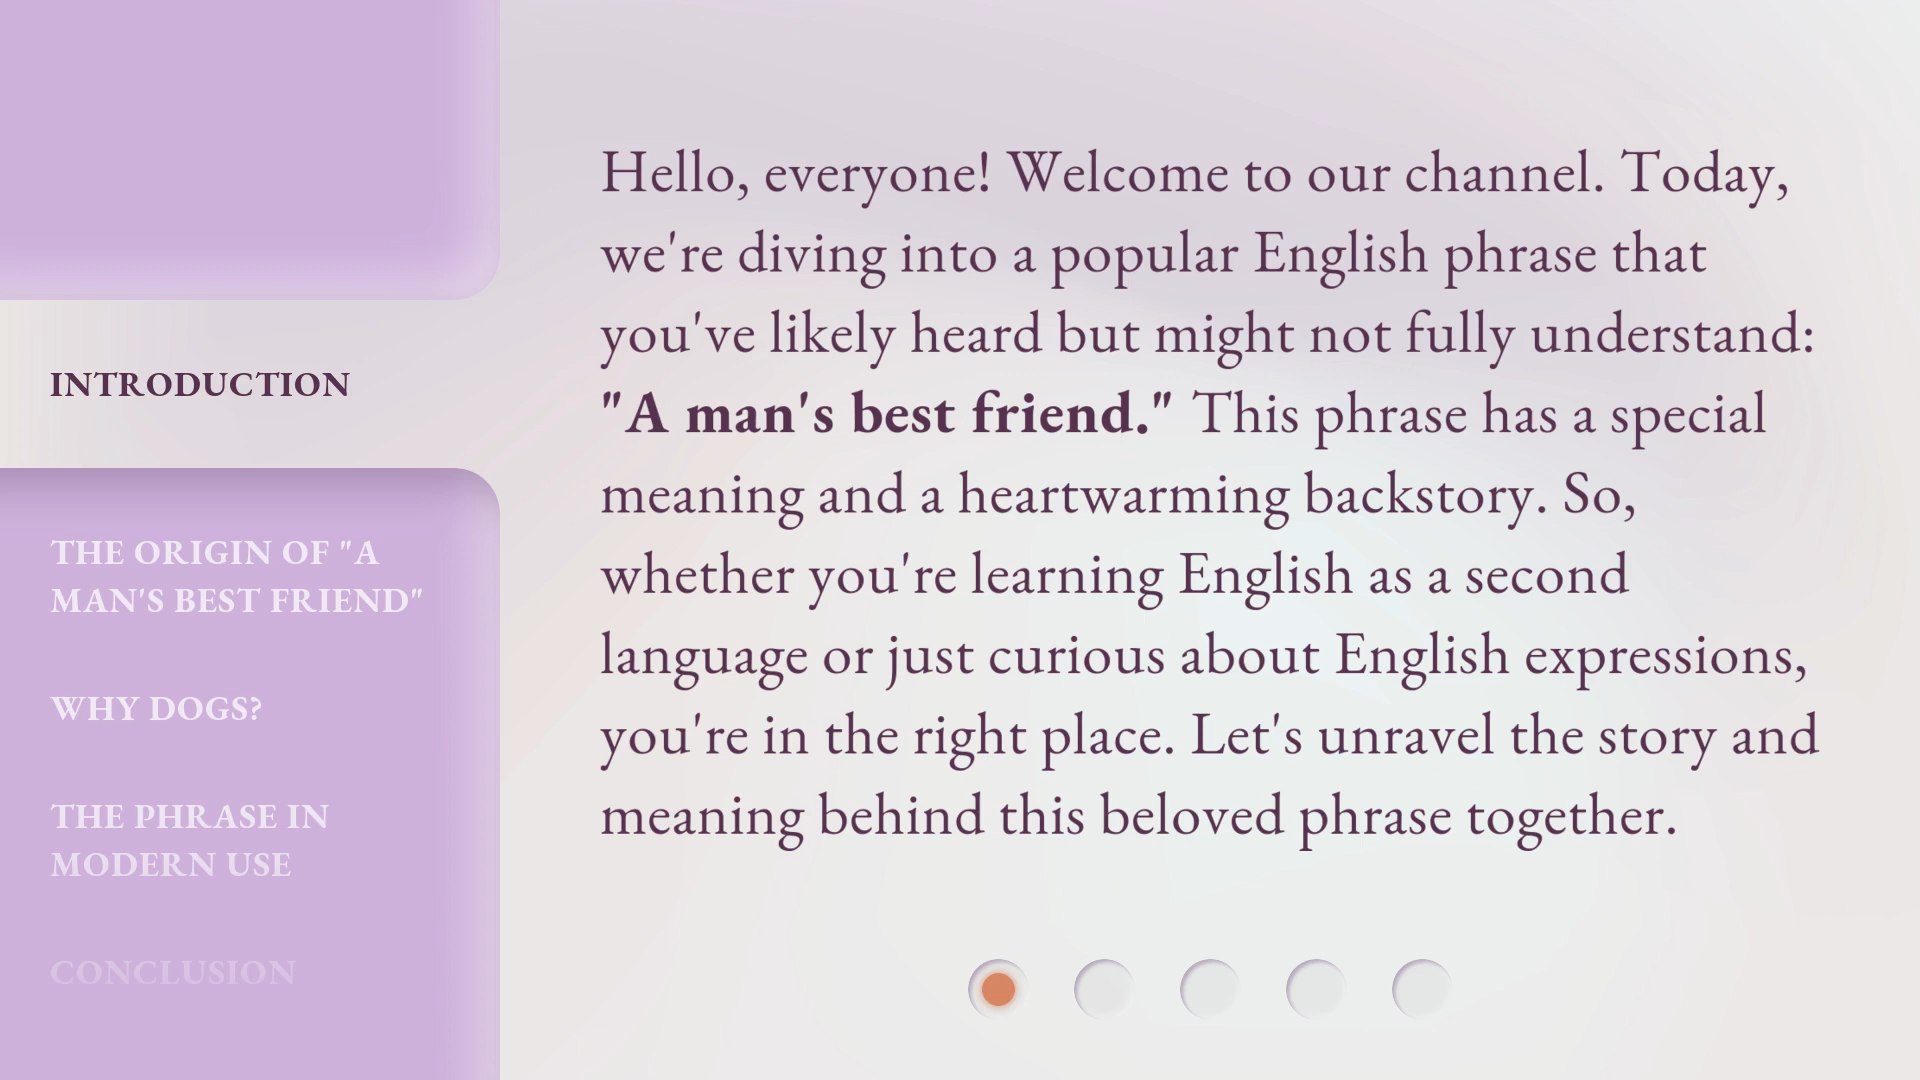 INTRODUCTION
THE ORIGIN OF "A
MAN'S BEST FRIEND"
WHY DOGS?
THE PHRASE IN
MODERN USE
CONCLUSION
Hello, everyone! Welcome to our channel. Today,
we're diving into a popular English phrase that
you've likely heard but might not fully understand:
"A man's best friend." This phrase has a special
meaning and a heartwarming backstory. So,
whether you're learning English as a second
language or just curious about English expressions,
you're in the right place. Let's unravel the story and
meaning behind this beloved phrase together.